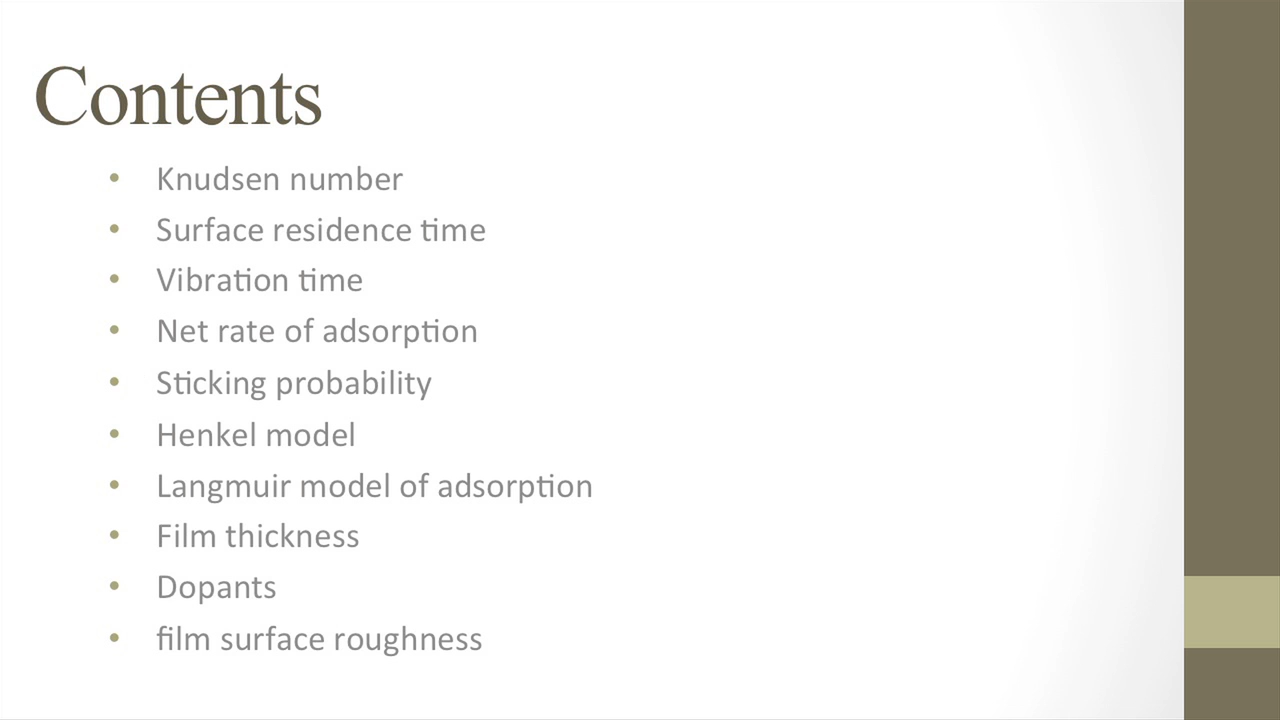 Contents
• Knudsen number
• Surface residence time
• Vibration time
• Net rate of adsorption
• Sticking probability
• Henkel model
• Langmuir model of adsorption
• Film thickness
• Dopants
• film surface roughness